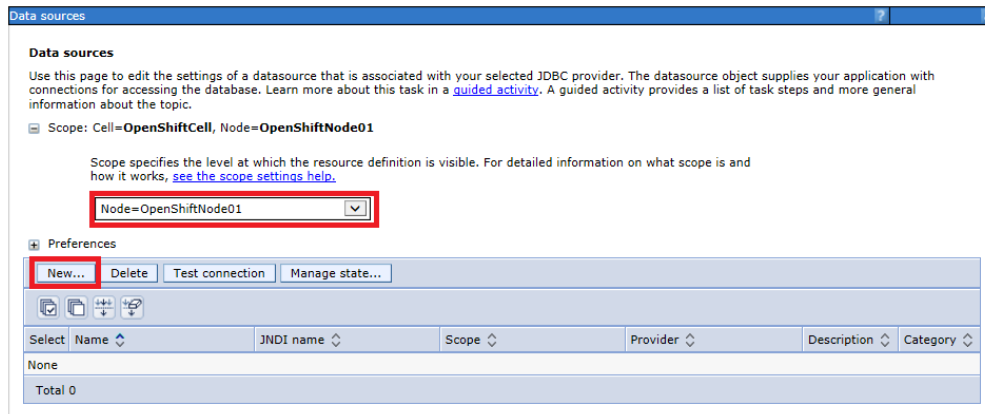 Data sources ?
Data sources
Use this page to edit the settings of a datasource that is associated with your selected JDBC provider. The datasource object supplies your application with
connections for accessing the database. Learn more about this task in a guided activity. A guided activity provides a list of task steps and more general
information about the topic.
Scope: Cell=OpenShiftCell, Node=OpenShiftNode01
Scope specifies the level at which the resource definition is visible. For detailed information on what scope is and
how it works, see the scope settings help.
Node=OpenShiftNode01
Preferences
New... Delete Test connection Manage state...
Select Name JNDI name Scope Provider Description Category
None
Total 0